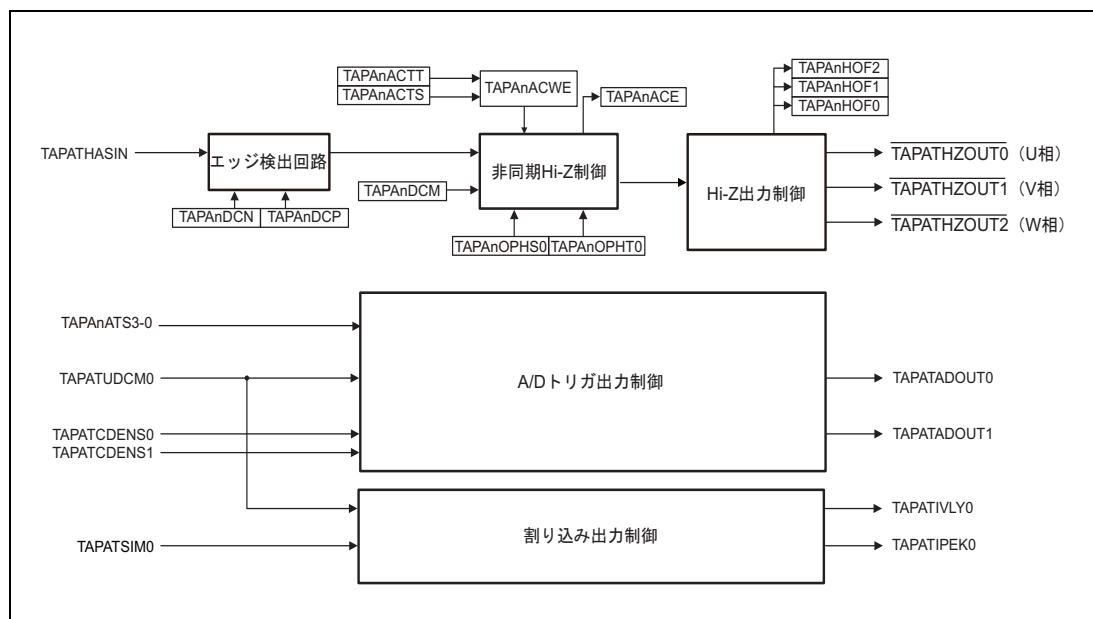 TAPAnACTT
TAPAnACTS
TAPAnACWE
TAPAnACE
TAPAnHOF2
TAPAnHOF1
TAPAnHOF0
TAPATHASIN
エッジ検出回路
TAPAnDCN
TAPAnDCP
TAPAnDCM
非同期Hi-Z制御
TAPAnOPHS0
TAPAnOPHT0
Hi-Z出力制御
TAPATHZOUT0（U相）
TAPATHZOUT1（V相）
TAPATHZOUT2（W相）
TAPAnATS3-0
TAPATUDCM0
TAPATCDENS0
TAPATCDENS1
A/Dトリガ出力制御
TAPATADOUT0
TAPATADOUT1
TAPATSIM0
割り込み出力制御
TAPATIVLY0
TAPATIPEK0